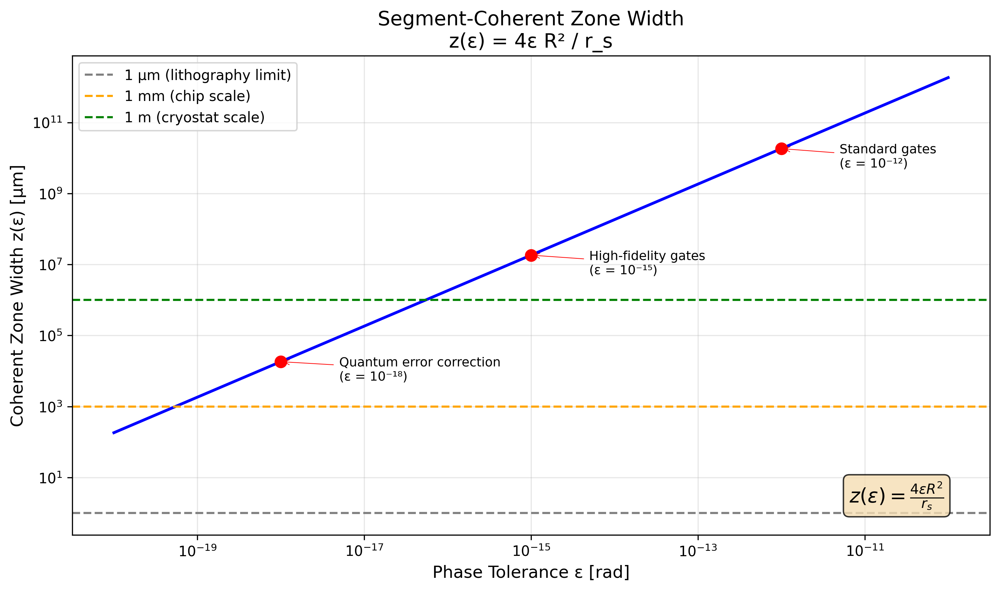 Segment-Coherent Zone Width
z(ε) = 4ε R² / r_s
1 µm (lithography limit)
1 mm (chip scale)
1 m (cryostat scale)
Coherent Zone Width z(ε) [µm]
10¹¹
10⁹
10⁷
10⁵
10³
10¹
Standard gates
(ε = 10⁻¹²)
High-fidelity gates
(ε = 10⁻¹⁵)
Quantum error correction
(ε = 10⁻¹⁸)
z(ε) = 4εR² / r_s
10⁻¹⁹ 10⁻¹⁷ 10⁻¹⁵ 10⁻¹³ 10⁻¹¹
Phase Tolerance ε [rad]